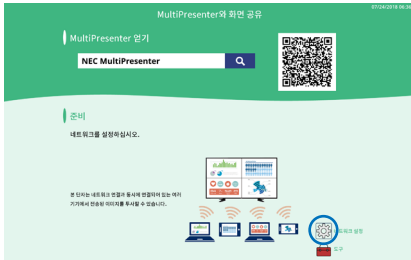 MultiPresenter와 화면 공유
07/24/2018 06:36
MultiPresenter 얻기
NEC MultiPresenter
준비
네트워크를 설정하십시오.
본 단자는 네트워크 연결과 동시에 연결되어 있는 여러
기기에서 전송된 이미지를 투사할 수 있습니다.
트워크 설정
도구